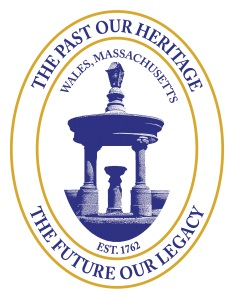 THE PAST OUR HERITAGE
WALES, MASSACHUSETTS
EST. 1762
THE FUTURE OUR LEGACY